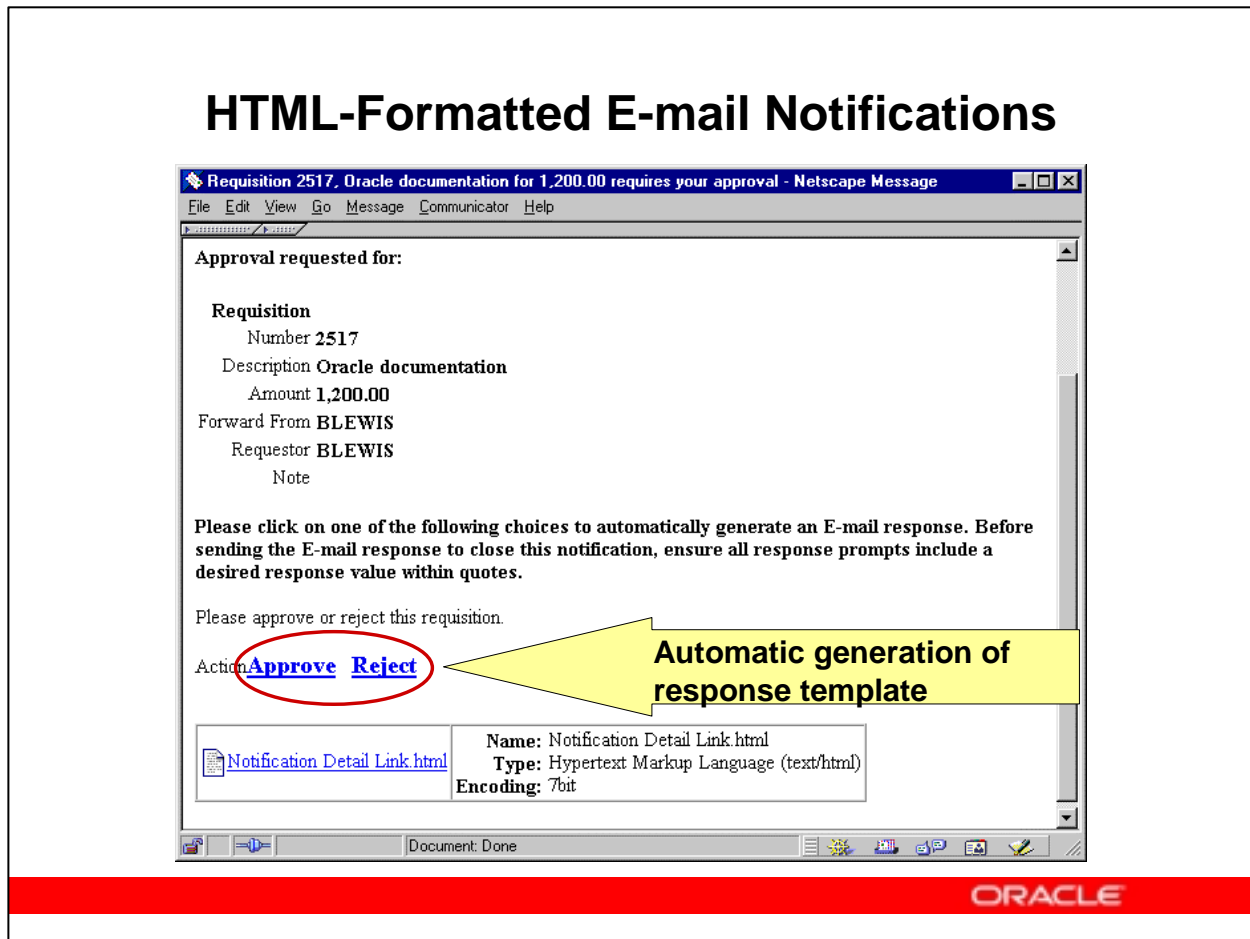 HTML-Formatted E-mail Notifications
Requisition 2517, Oracle documentation for 1,200.00 requires your approval - Netscape Message
File Edit View Go Message Communicator Help
Approval requested for:
Requisition
Number 2517
Description Oracle documentation
Amount 1,200.00
Forward From BLEWIS
Requestor BLEWIS
Note
Please click on one of the following choices to automatically generate an E-mail response. Before
sending the E-mail response to close this notification, ensure all response prompts include a
desired response value within quotes.
Please approve or reject this requisition.
Action Approve Reject
Automatic generation of
response template
Notification Detail Link.html
Name: Notification Detail Link.html
Type: Hypertext Markup Language (text/html)
Encoding: 7bit
Document: Done
ORACLE